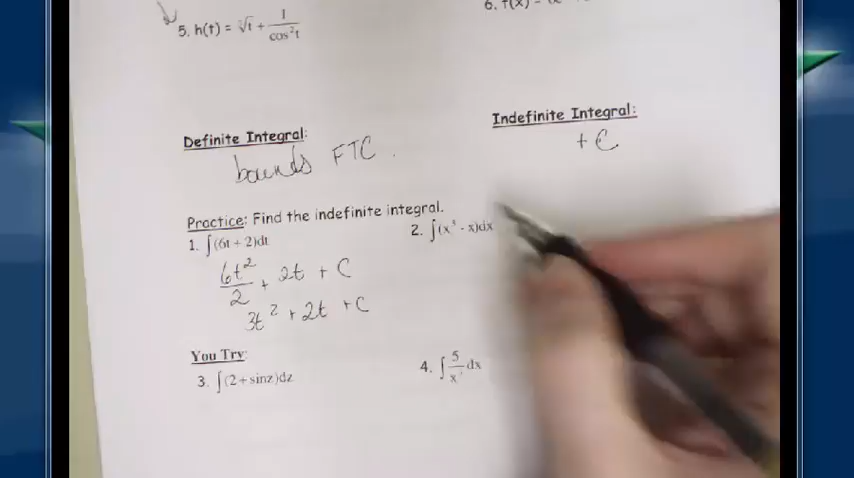 5. h(t) = ∛t + 1/cos²t
6. f(x) =
Definite Integral:
bounds FTC.
Indefinite Integral:
+ C
Practice: Find the indefinite integral.
1. ∫(6t + 2)dt
6t²/2 + 2t + C
3t² + 2t + C
2. ∫(x³ - x)dx
You Try:
3. ∫(2 + sinz)dz
4. ∫ 5/x dx